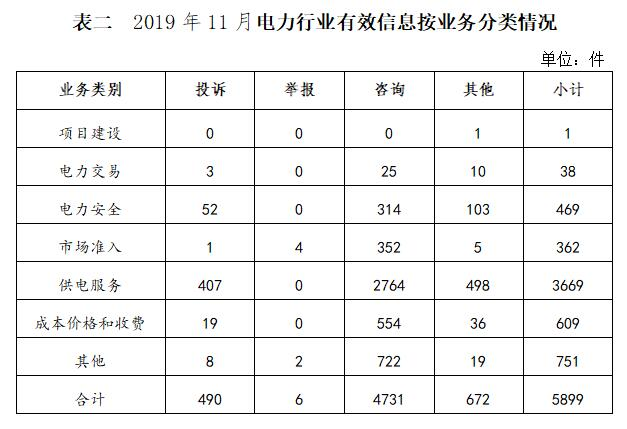 表二 2019 年 11 月电力行业有效信息按业务分类情况
单位：件
业务类别 投诉 举报 咨询 其他 小计
项目建设 0 0 0 1 1
电力交易 3 0 25 10 38
电力安全 52 0 314 103 469
市场准入 1 4 352 5 362
供电服务 407 0 2764 498 3669
成本价格和收费 19 0 554 36 609
其他 8 2 722 19 751
合计 490 6 4731 672 5899